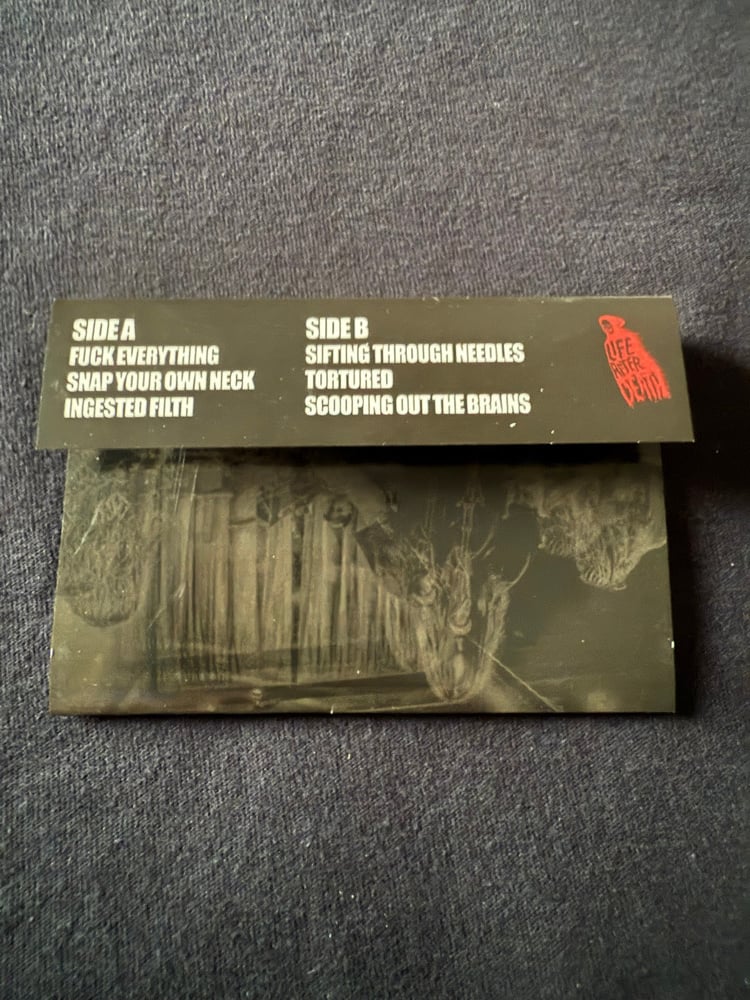 SIDE A
FUCK EVERYTHING
SNAP YOUR OWN NECK
INGESTED FILTH
SIDE B
SIFTING THROUGH NEEDLES
TORTURED
SCOOPING OUT THE BRAINS
LIFE
AFTER
DEATH